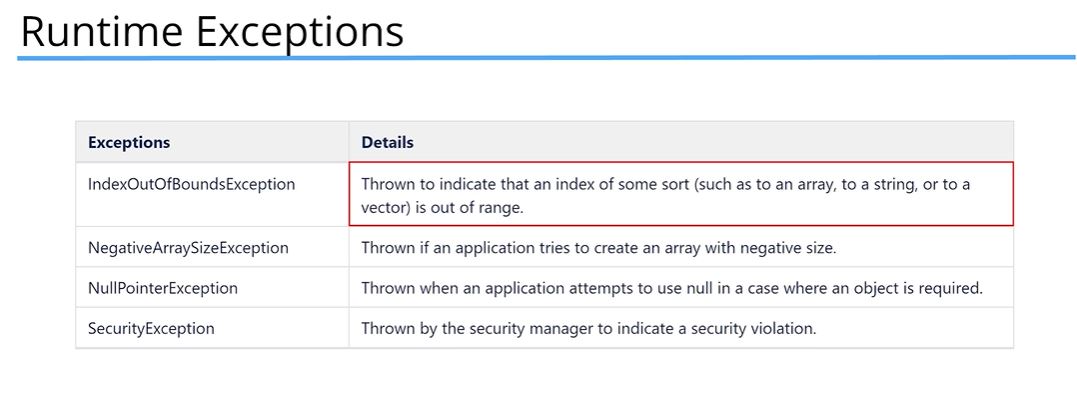 Runtime Exceptions
Exceptions
Details
IndexOutOfBoundsException
Thrown to indicate that an index of some sort (such as to an array, to a string, or to a
vector) is out of range.
NegativeArraySizeException
Thrown if an application tries to create an array with negative size.
NullPointerException
Thrown when an application attempts to use null in a case where an object is required.
SecurityException
Thrown by the security manager to indicate a security violation.